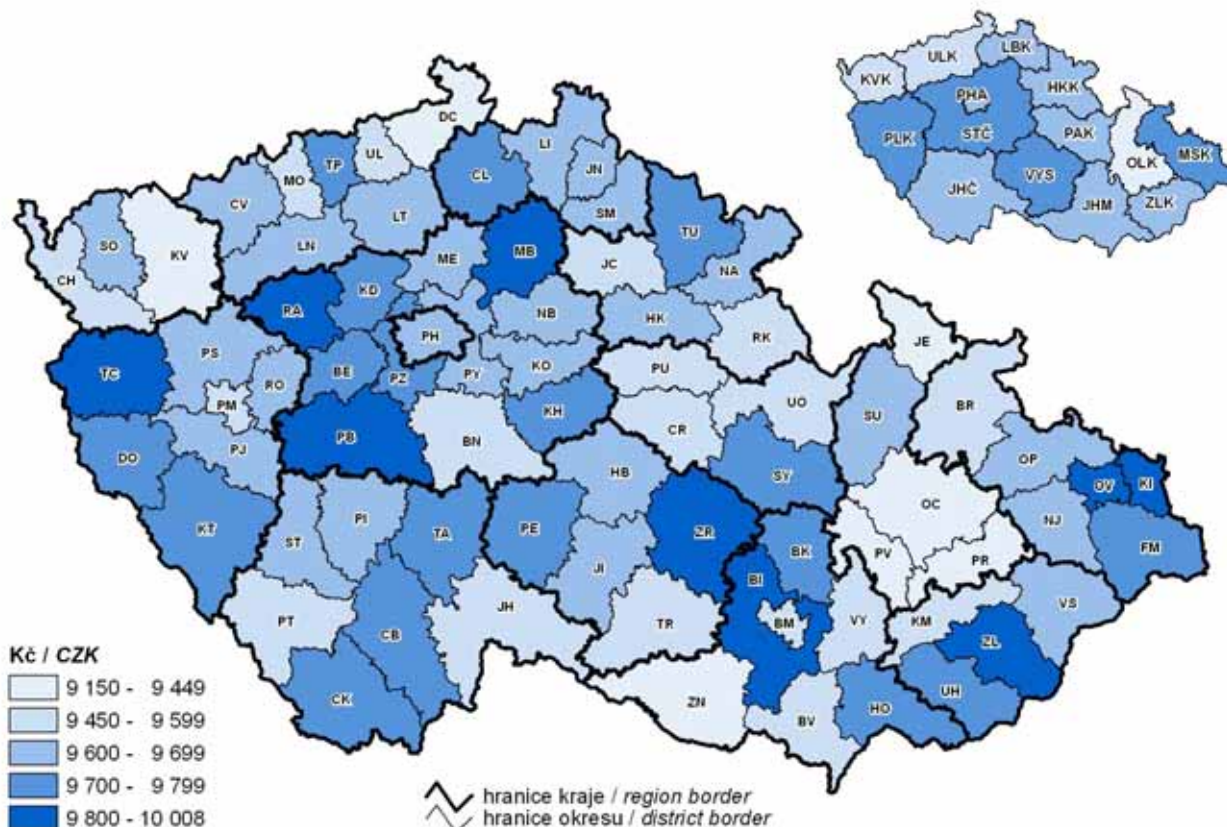 ULK
LBK
KVK
HKK
PHA
PLK
STČ
PAK
OLK
MSK
VYS
JHČ
JHM
ZLK
DC
LI
UL
TP
CL
JN
MO
CV
LT
SM
SO
TU
KV
LN
MB
ME
CH
JC
NA
KD
RA
NB
HK
PH
RK
JE
PS
TC
BE
PZ
PY
KO
PU
RO
PM
UO
BR
KH
SU
CR
BN
PB
DO
PJ
OP
HB
SY
OV
KI
OC
PI
KT
TA
PE
NJ
ST
ZR
BK
FM
PV
PR
JI
BI
VS
JH
PT
CB
TR
BM
VY
KM
ZL
CK
ZN
BV
HO
UH
Kč / CZK
9 150 - 9 449
9 450 - 9 599
9 600 - 9 699
9 700 - 9 799
9 800 - 10 008
hranice kraje / region border
hranice okresu / district border